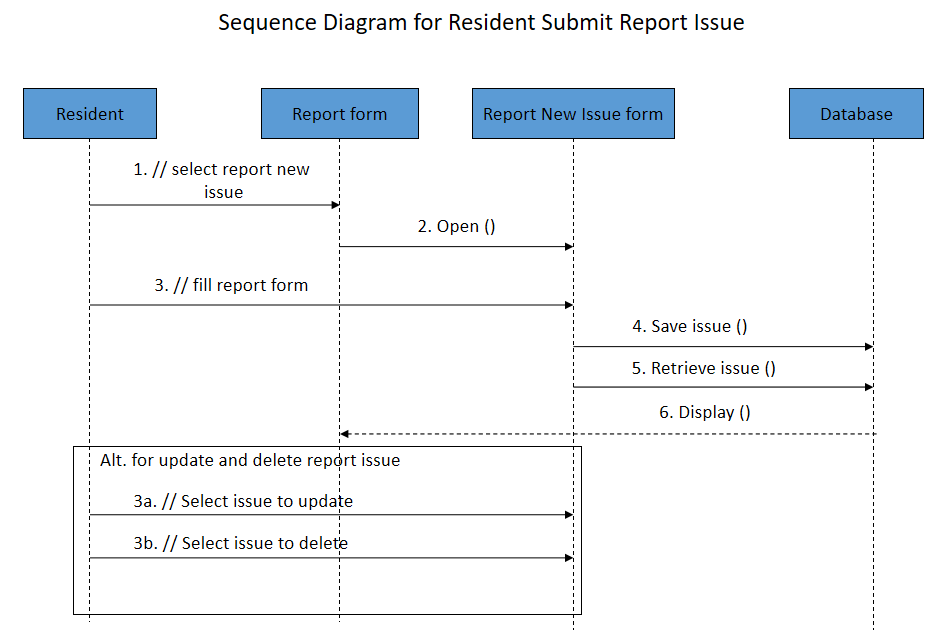 Sequence Diagram for Resident Submit Report Issue
Resident
Report form
Report New Issue form
Database
1. // select report new
issue
2. Open ()
3. // fill report form
4. Save issue ()
5. Retrieve issue ()
6. Display ()
Alt. for update and delete report issue
3a. // Select issue to update
3b. // Select issue to delete